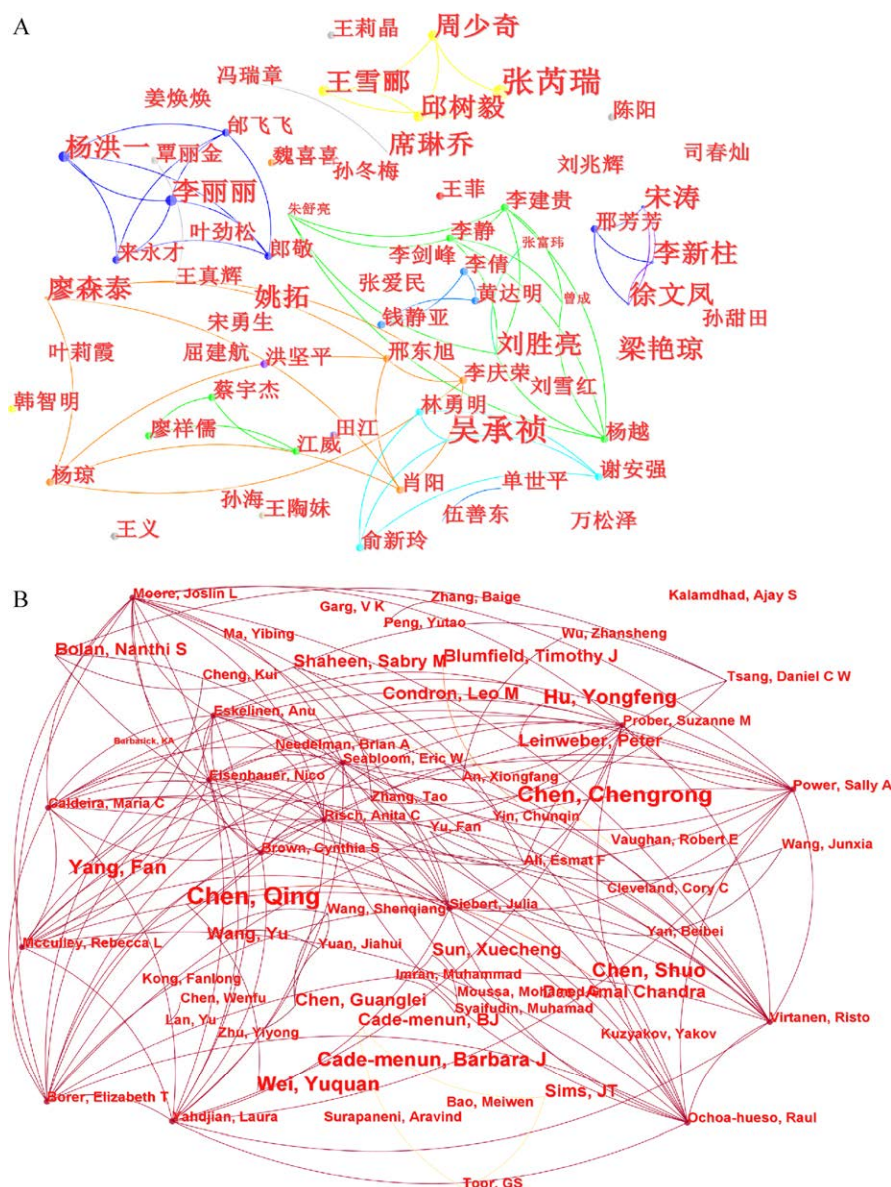 A
王莉晶
周少奇
冯瑞章
王雪郦
张芮瑞
姜焕焕
邱树毅
陈阳
邰飞飞
杨洪一
覃丽金
魏喜喜
席琳乔
孙冬梅
刘兆辉
司春灿
李丽丽
王菲
李建贵
宋涛
朱舒亮
邢芳芳
叶劲松
李静
张富玮
来永才
郎敬
李剑峰
李新柱
王真辉
张爱民
李倩
廖森泰
姚拓
黄达明
曾成
徐文凤
宋勇生
钱静亚
孙甜田
叶莉霞
屈建航
洪坚平
邢东旭
刘胜亮
梁艳琼
蔡宇杰
李庆荣
刘雪红
韩智明
林勇明
廖祥儒
田江
吴承祯
杨越
江威
杨琼
肖阳
谢安强
单世平
孙海
王陶妹
伍善东
万松泽
王义
俞新玲
B
Moore, Joslin L
Zhang, Baige
Kalamdhad, Ajay S
Garg, V K
Peng, Yutao
Ma, Yibing
Wu, Zhansheng
Bolan, Nanthi S
Shaheen, Sabry M
Blumfield, Timothy J
Cheng, Kui
Tsang, Daniel C W
Condron, Leo M
Hu, Yongfeng
Eskelinen, Anu
Prober, Suzanne M
Barbarick, KA
Needelman, Brian A
Leinweber, Peter
Seabloom, Eric W
Eisenhauer, Nico
An, Xiongfang
Power, Sally A
Zhang, Tao
Chen, Chengrong
Caldeira, Maria C
Risch, Anita C
Yin, Chunqin
Yu, Fan
Vaughan, Robert E
Brown, Cynthia S
Wang, Junxia
Yang, Fan
Ali, Esmat F
Chen, Qing
Cleveland, Cory C
Wang, Shenqiang
Siebert, Julia
Wang, Yu
Yan, Beibei
Mcculley, Rebecca L
Yuan, Jiahui
Sun, Xuecheng
Kong, Fanlong
Imran, Muhammad
Chen, Shuo
Chen, Wenfu
Chen, Guanglei
Moussa, Mohamed
Amal Chandra
Syaifudin, Muhamad
Lan, Yu
Cade-menun, BJ
Virtanen, Risto
Zhu, Yiyong
Kuzyakov, Yakov
Cade-menun, Barbara J
Wei, Yuquan
Sims, JT
Borer, Elizabeth T
Bao, Meiwen
Yahdjian, Laura
Surapaneni, Aravind
Ochoa-hueso, Raul
Topr, GS